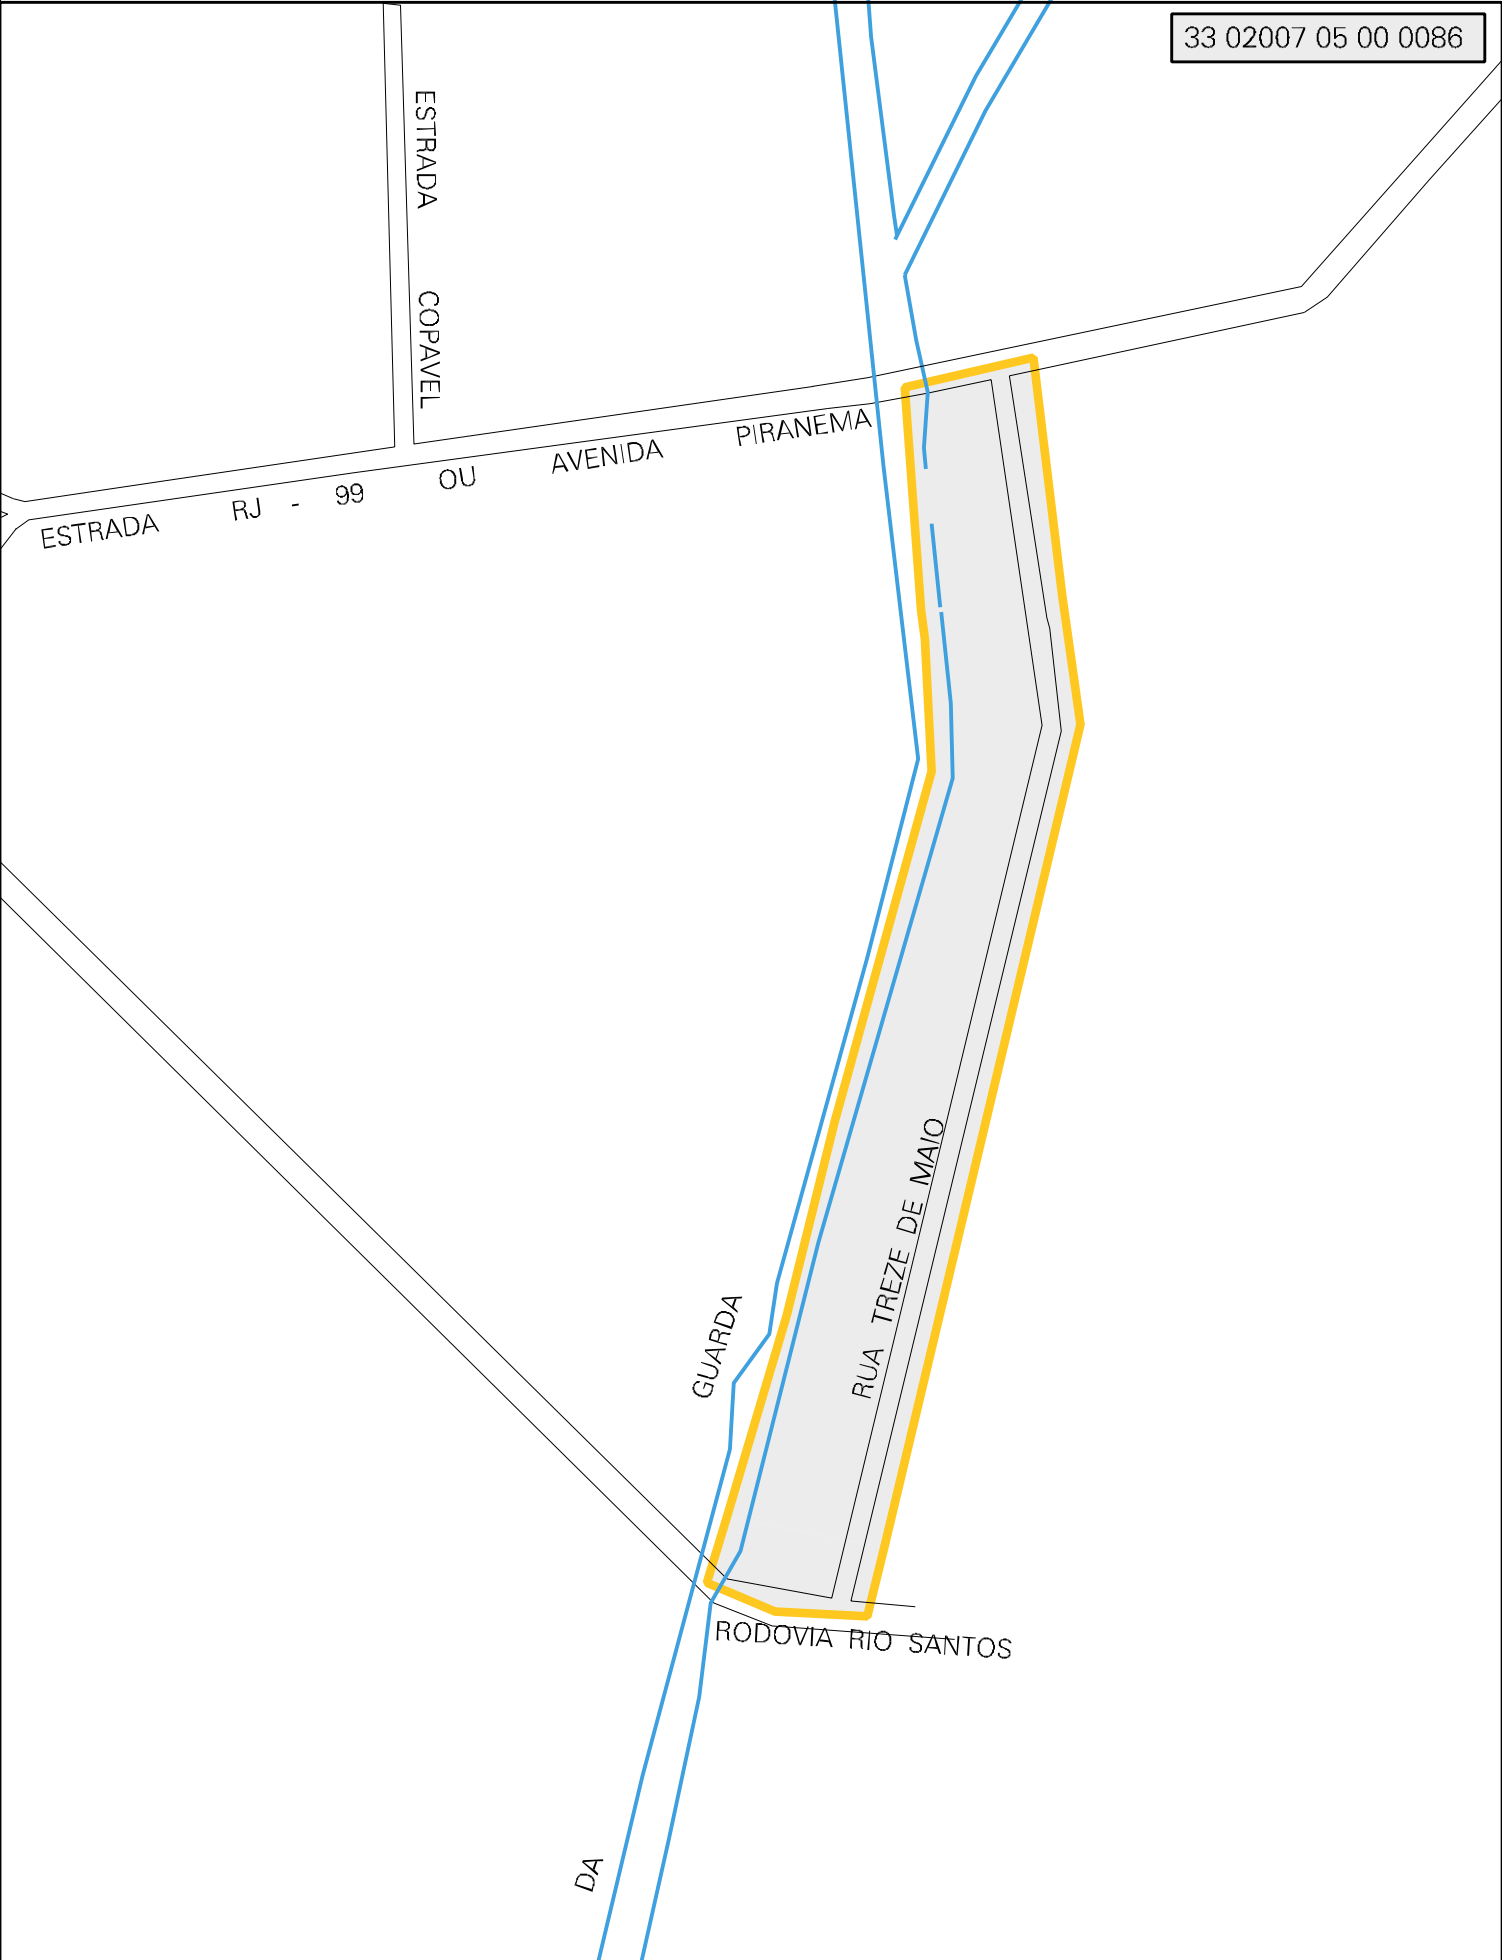 33 02007 05 00 0086
ESTRADA COPAVEL
ESTRADA RJ - 99 OU AVENIDA PIRANEMA
RUA TREZE DE MAIO
GUARDA
RODOVIA RIO SANTOS
DA